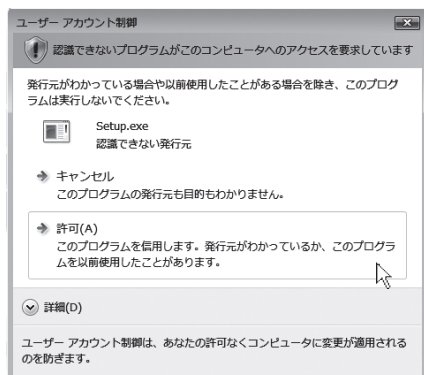 ユーザー アカウント制御
認識できないプログラムがこのコンピュータへのアクセスを要求しています
発行元がわかっている場合や以前使用したことがある場合を除き、このプログ
ラムは実行しないでください。
Setup.exe
認識できない発行元
キャンセル
このプログラムの発行元も目的もわかりません。
許可(A)
このプログラムを信用します。発行元がわかっているか、このプログラ
ムを以前使用したことがあります。
詳細(D)
ユーザー アカウント制御は、あなたの許可なくコンピュータに変更が適用される
のを防ぎます。